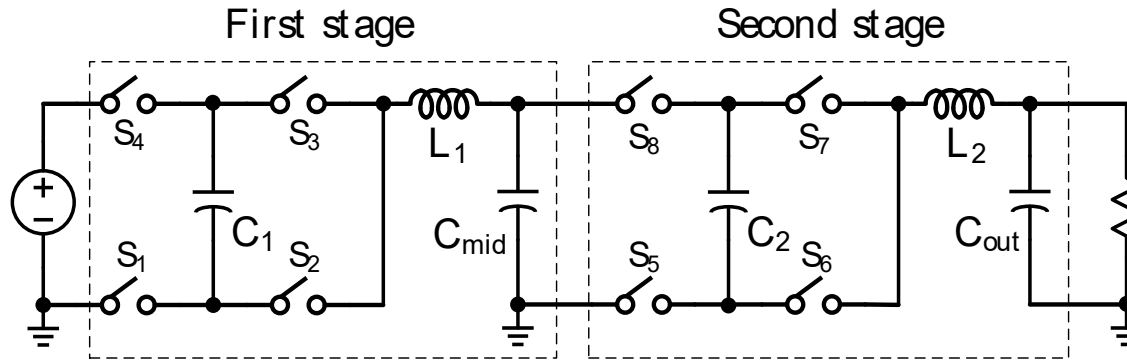 First stage Second stage
S4 S3 L1 S8 S7 L2
S1 C1 S2 Cmid S5 C2 S6 Cout